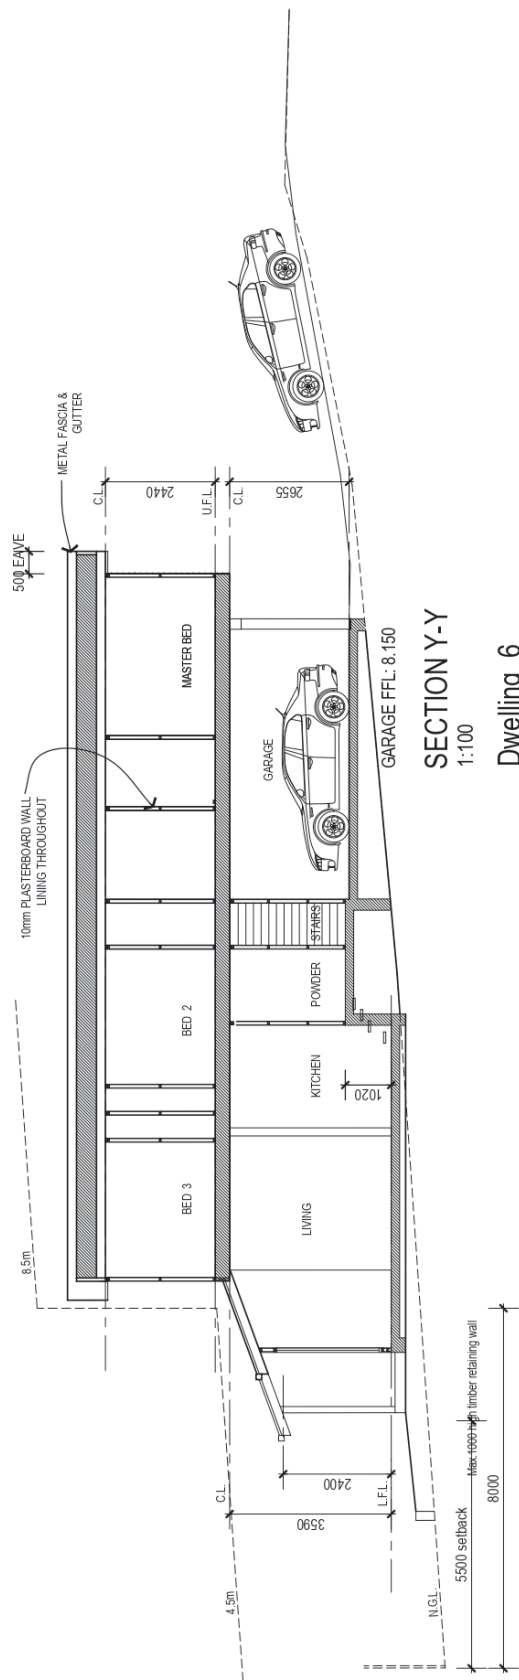 500 EAVE
METAL FASCIA &
GUTTER
10mm PLASTERBOARD WALL
LINING THROUGHOUT
8.5m
4.5m
C.L.
2440
U.F.L.
C.L.
2655
BED 3
BED 2
MASTER BED
C.L.
3590
2400
L.F.L.
LIVING
KITCHEN
1020
POWDER
STAIRS
GARAGE
GARAGE FFL: 8.150
N.G.L.
5500 setback
Max.1000 high timber retaining wall
8000
SECTION Y-Y
1:100
Dwelling 6